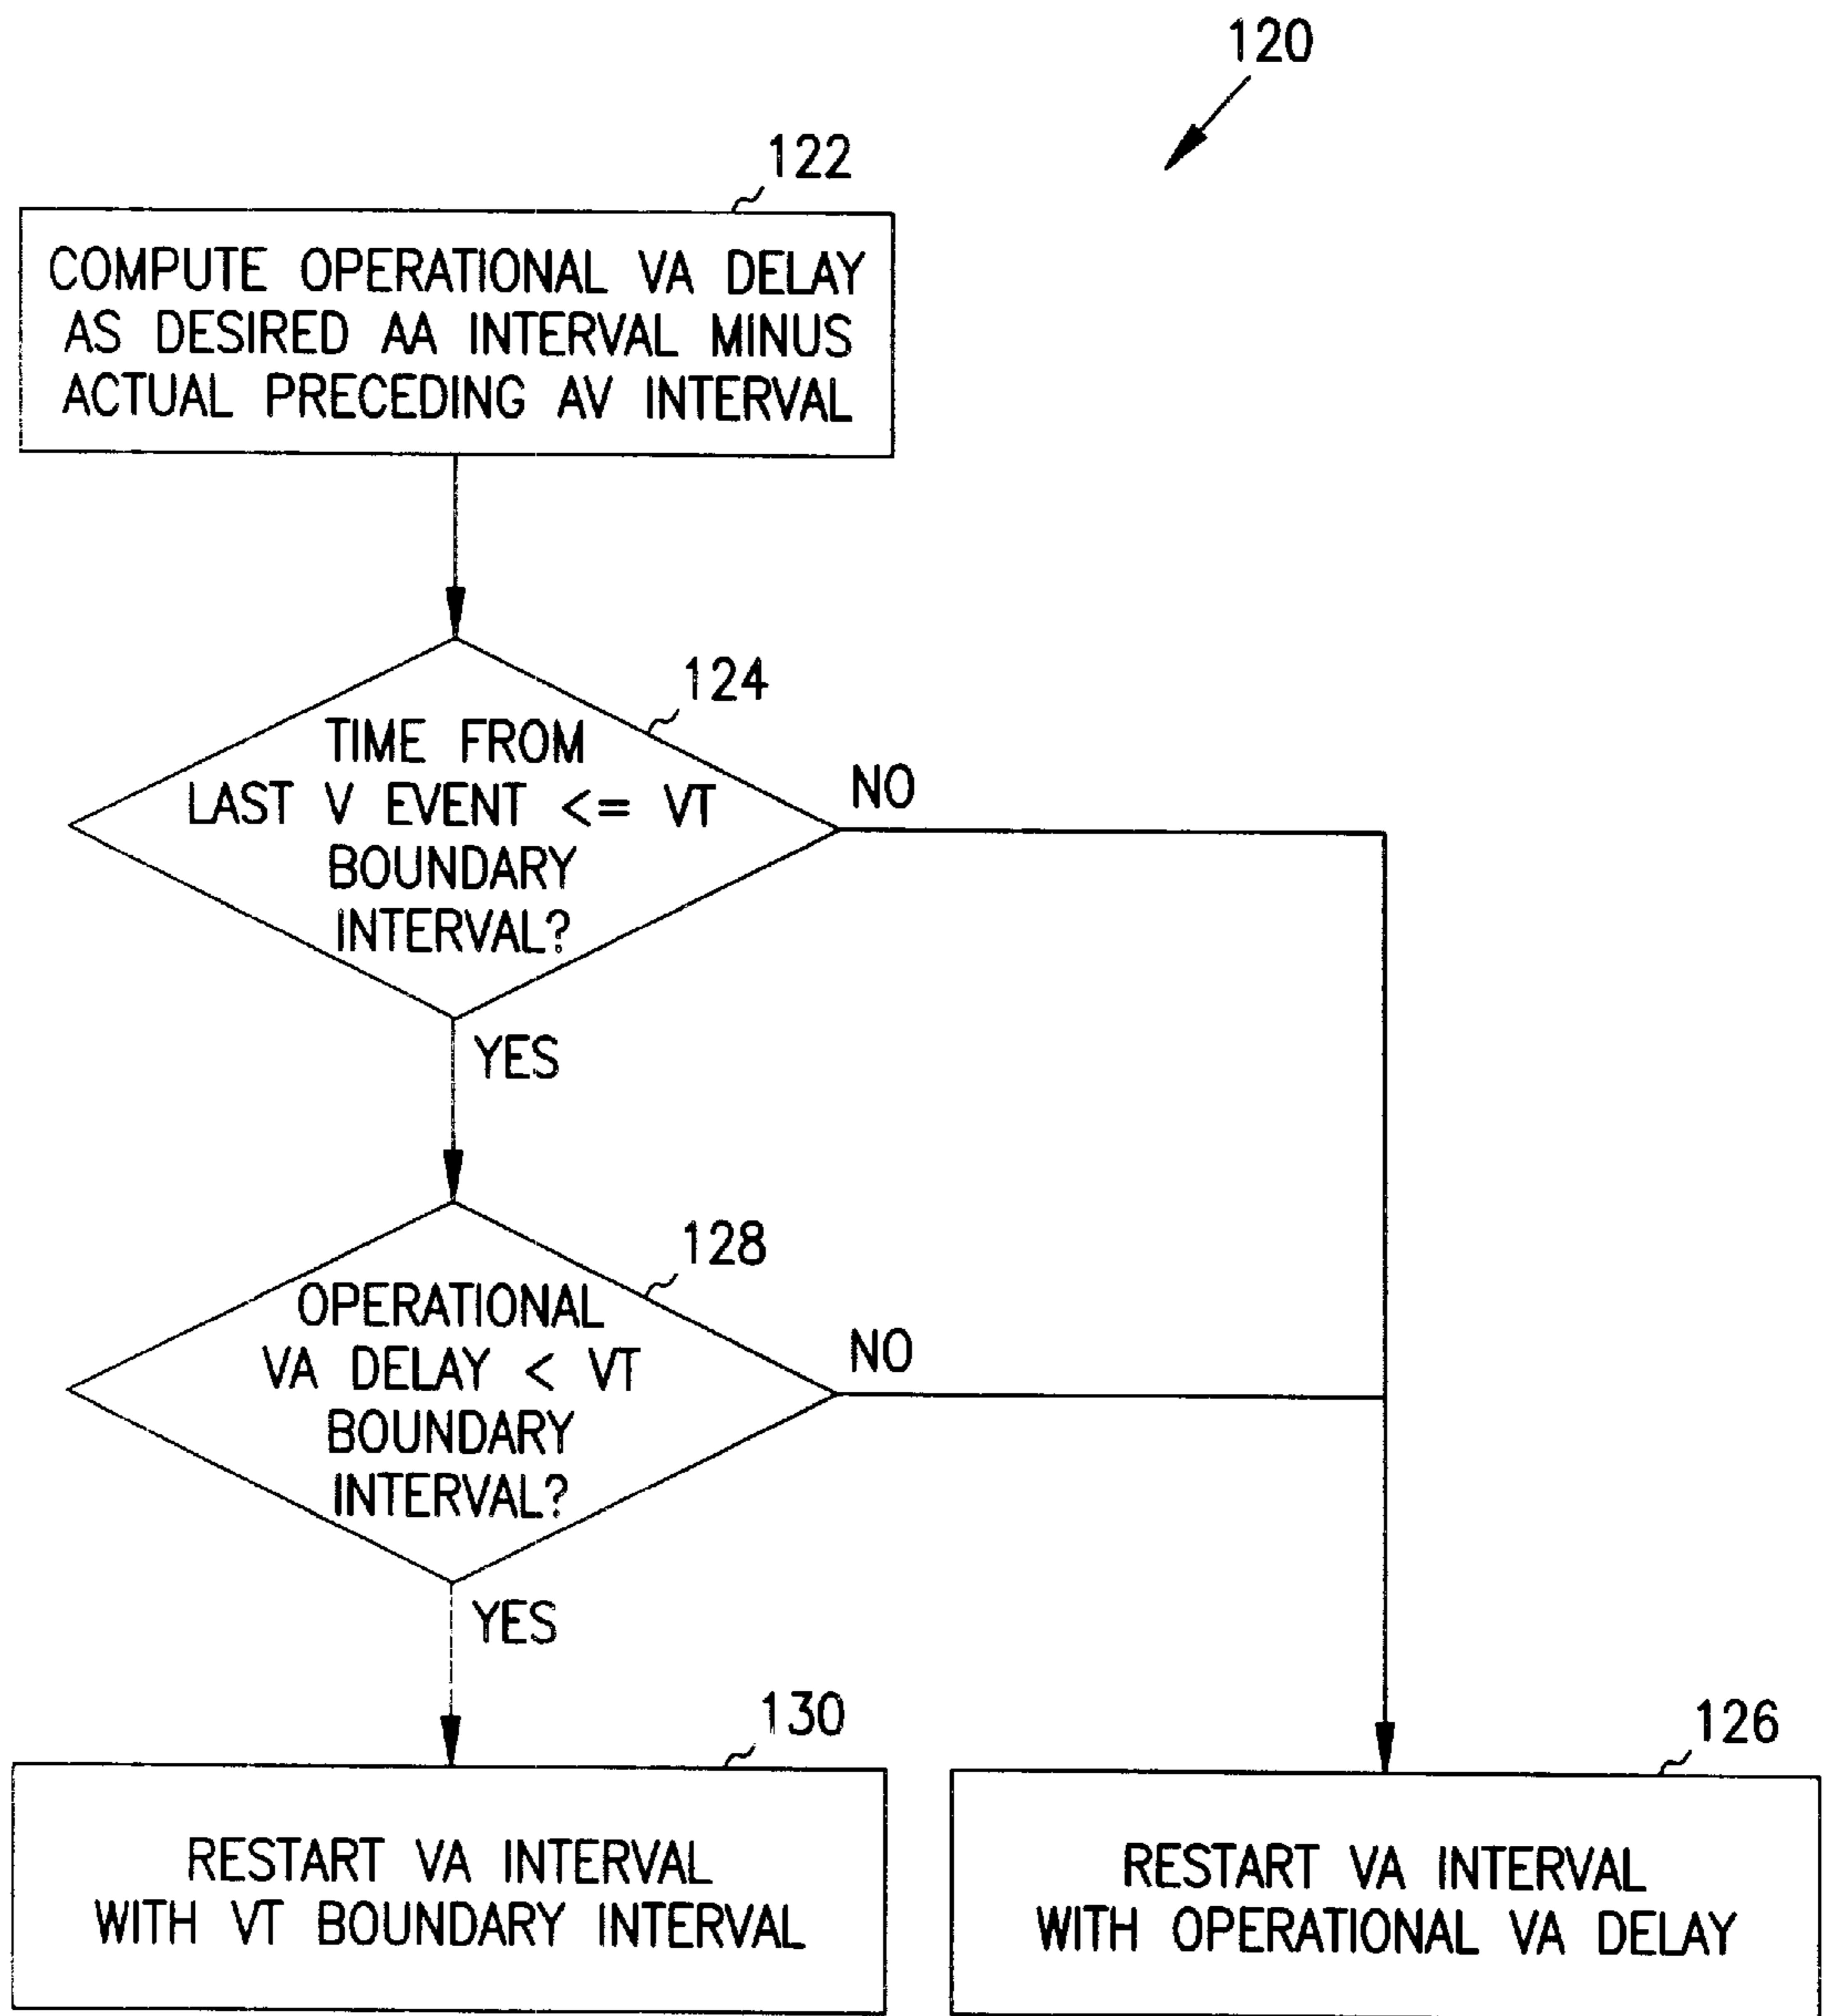 120
122
COMPUTE OPERATIONAL VA DELAY
AS DESIRED AA INTERVAL MINUS
ACTUAL PRECEDING AV INTERVAL
124
TIME FROM
LAST V EVENT <= VT
BOUNDARY
INTERVAL?
NO
YES
128
OPERATIONAL
VA DELAY < VT
BOUNDARY
INTERVAL?
NO
YES
130
RESTART VA INTERVAL
WITH VT BOUNDARY INTERVAL
126
RESTART VA INTERVAL
WITH OPERATIONAL VA DELAY